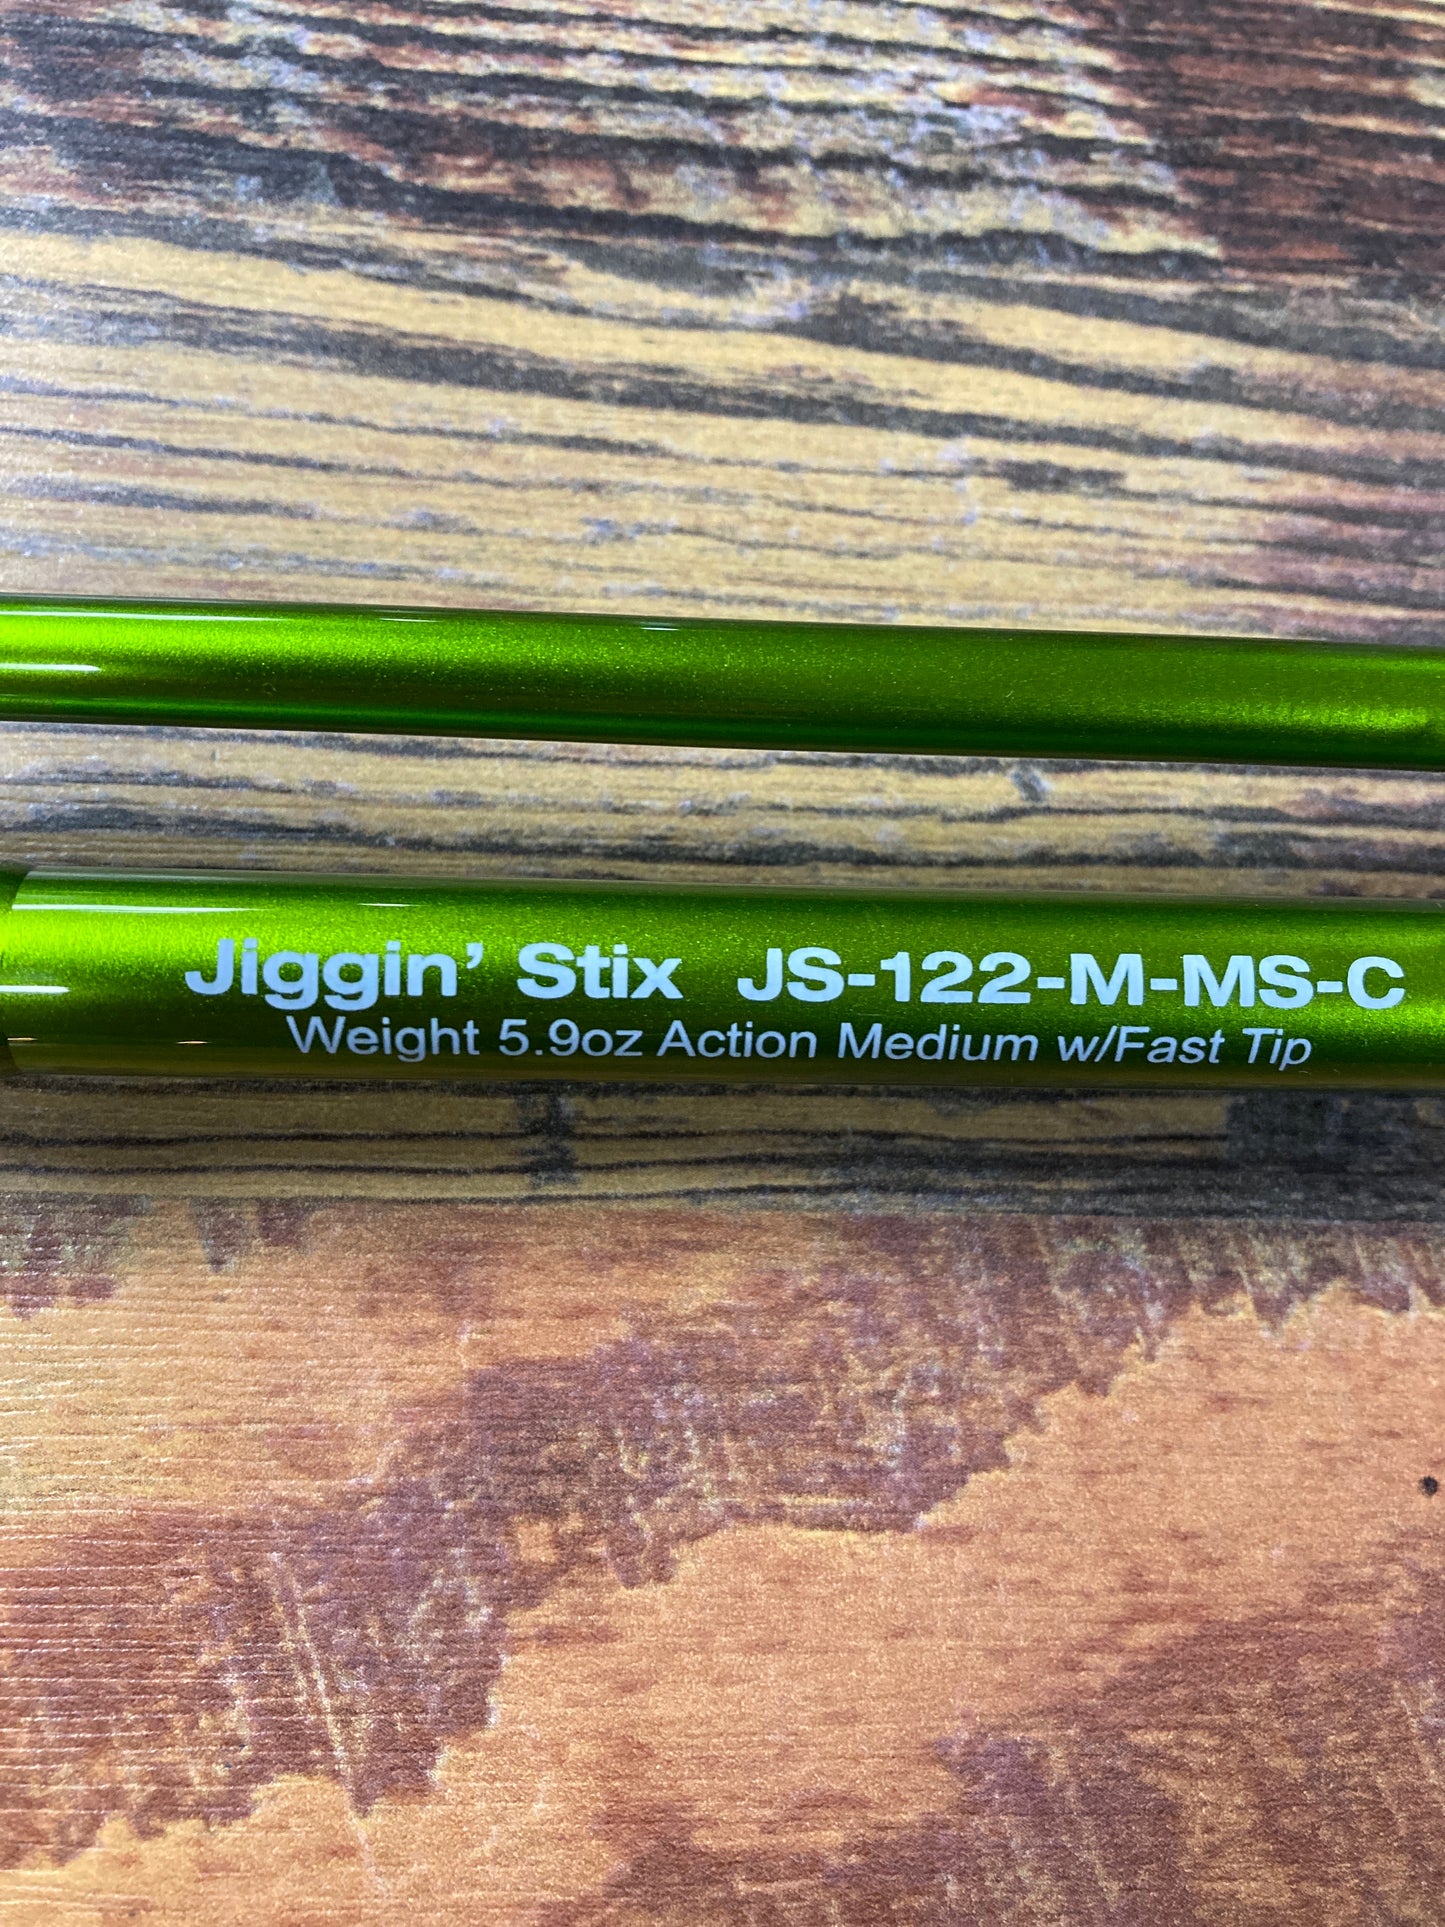 Jiggin' Stix JS-122-M-MS-C
Weight 5.9oz Action Medium w/Fast Tip